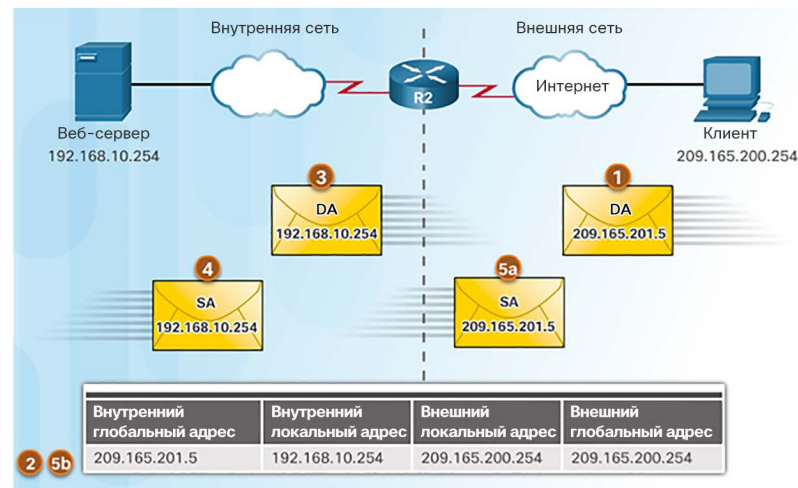 Внутренняя сеть
Внешняя сеть
R2
Интернет
Веб-сервер
192.168.10.254
Клиент
209.165.200.254
3
DA
192.168.10.254
1
DA
209.165.201.5
4
SA
192.168.10.254
5a
SA
209.165.201.5
Внутренний глобальный адрес
Внутренний локальный адрес
Внешний локальный адрес
Внешний глобальный адрес
2 5b
209.165.201.5 192.168.10.254 209.165.200.254 209.165.200.254